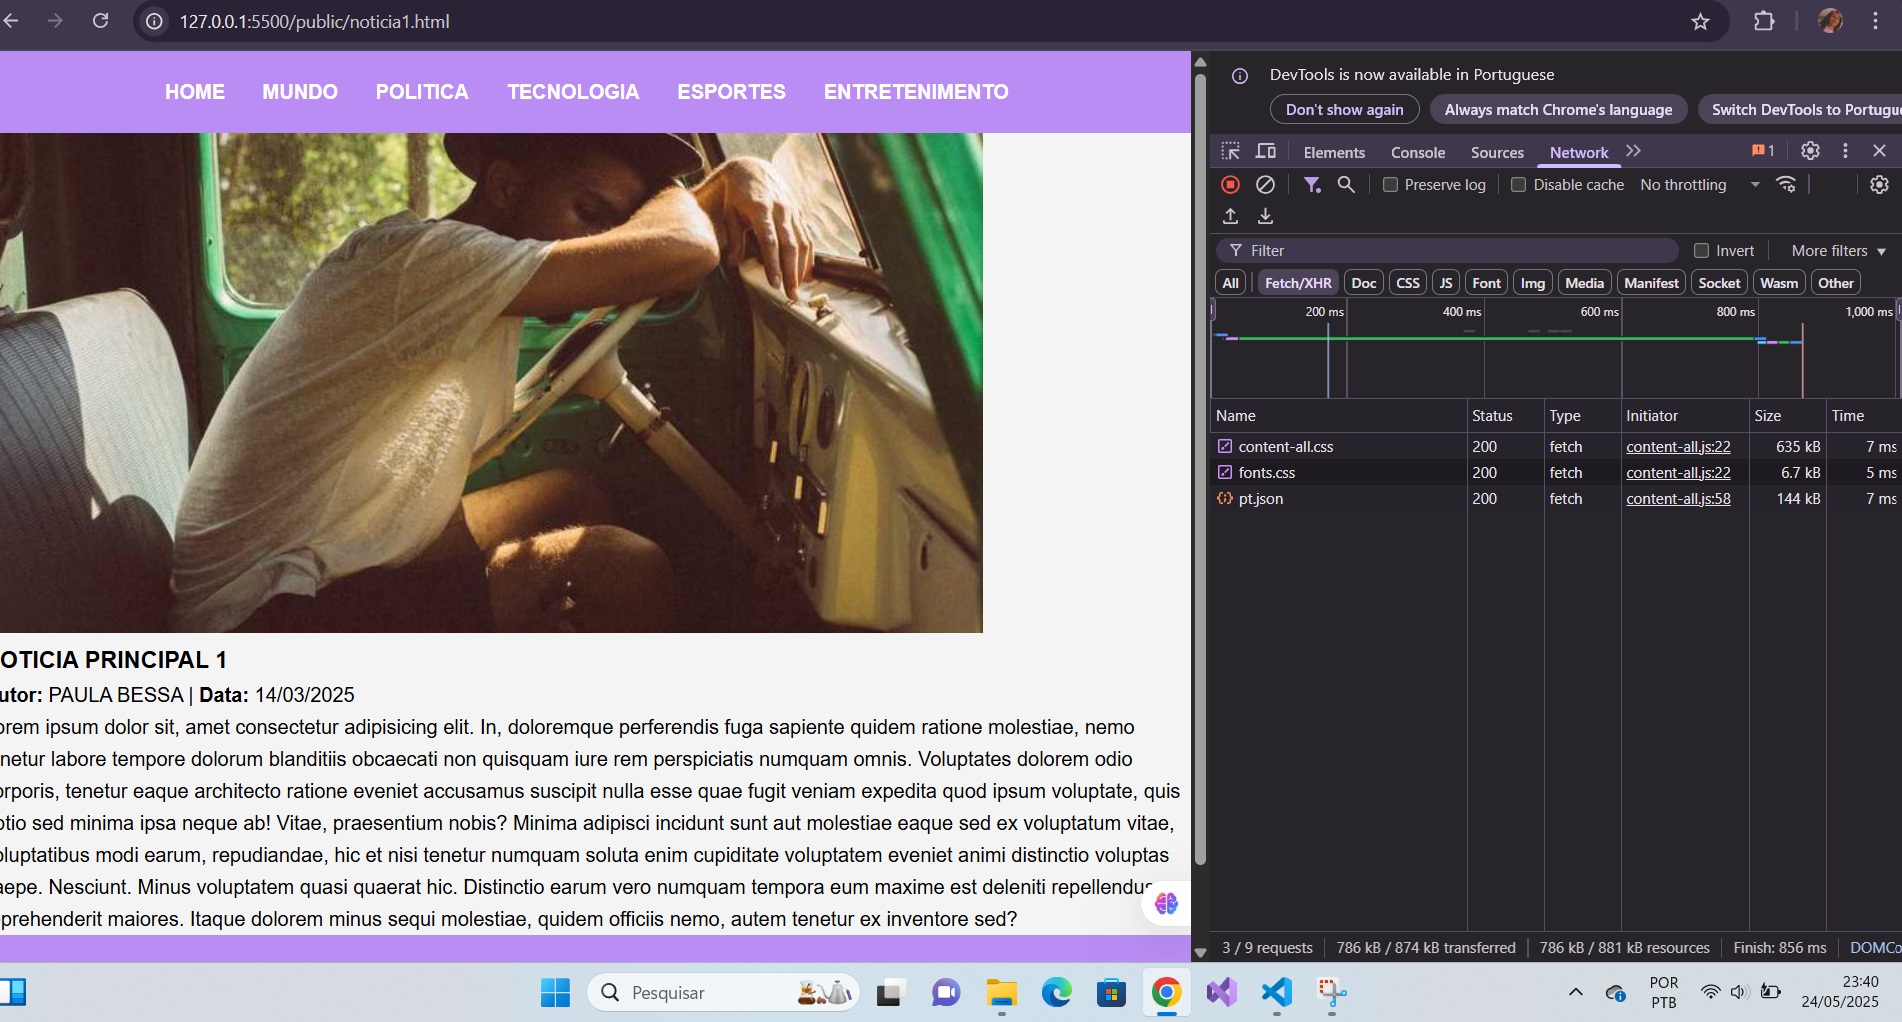 127.0.0.1:5500/public/noticia1.html
HOME MUNDO POLITICA TECNOLOGIA ESPORTES ENTRETENIMENTO
OTICIA PRINCIPAL 1
utor: PAULA BESSA | Data: 14/03/2025
orem ipsum dolor sit, amet consectetur adipisicing elit. In, doloremque perferendis fuga sapiente quidem ratione molestiae, nemo
netur labore tempore dolorum blanditiis obcaecati non quisquam iure rem perspiciatis numquam omnis. Voluptates dolorem odio
orporis, tenetur eaque architecto ratione eveniet accusamus suscipit nulla esse quae fugit veniam expedita quod ipsum voluptate, quis
otio sed minima ipsa neque ab! Vitae, praesentium nobis? Minima adipisci incidunt sunt aut molestiae eaque sed ex voluptatum vitae,
oluptatibus modi earum, repudiandae, hic et nisi tenetur numquam soluta enim cupiditate voluptatem eveniet animi distinctio voluptas
aepe. Nesciunt. Minus voluptatem quasi quaerat hic. Distinctio earum vero numquam tempora eum maxime est deleniti repellendus
prehenderit maiores. Itaque dolorem minus sequi molestiae, quidem officiis nemo, autem tenetur ex inventore sed?
DevTools is now available in Portuguese
Don't show again Always match Chrome's language Switch DevTools to Portugu
Elements Console Sources Network 1
Preserve log Disable cache No throttling
Filter Invert More filters
All Fetch/XHR Doc CSS JS Font Img Media Manifest Socket Wasm Other
200 ms 400 ms 600 ms 800 ms 1,000 ms
Name Status Type Initiator Size Time
content-all.css 200 fetch content-all.js:22 635 kB 7 ms
fonts.css 200 fetch content-all.js:22 6.7 kB 5 ms
pt.json 200 fetch content-all.js:58 144 kB 7 ms
3 / 9 requests 786 kB / 874 kB transferred 786 kB / 881 kB resources Finish: 856 ms DOMCo
Pesquisar
POR
PTB
23:40
24/05/2025